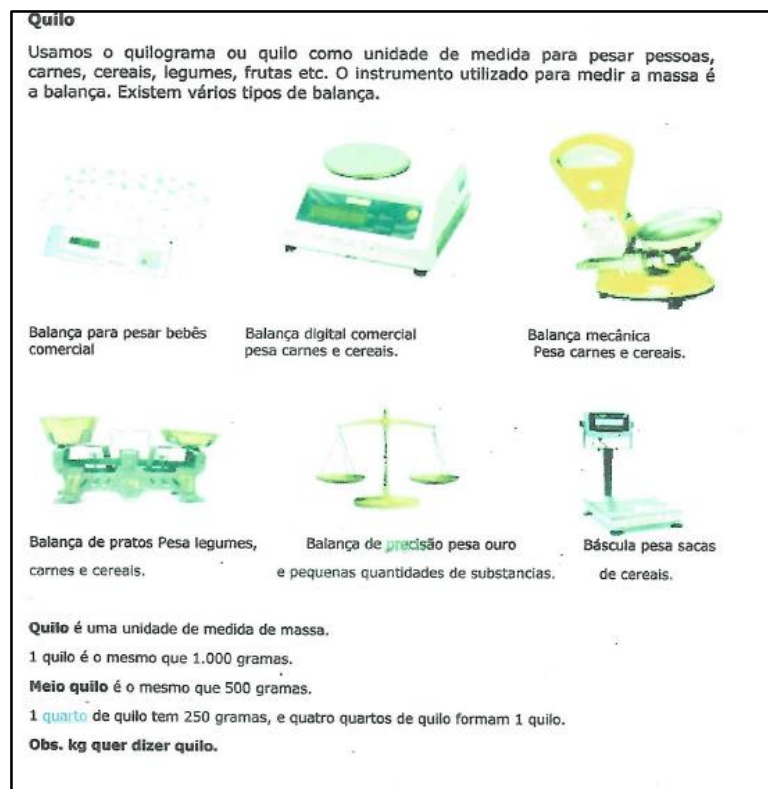 Quilo
Usamos o quilograma ou quilo como unidade de medida para pesar pessoas,
carnes, cereais, legumes, frutas etc. O instrumento utilizado para medir a massa é
a balança. Existem vários tipos de balança.
Balança para pesar bebês
comercial
Balança digital comercial
pesa carnes e cereais.
Balança mecânica
Pesa carnes e cereais.
Balança de pratos Pesa legumes,
carnes e cereais.
Balança de precisão pesa ouro
e pequenas quantidades de substancias.
Báscula pesa sacas
de cereais.
Quilo é uma unidade de medida de massa.
1 quilo é o mesmo que 1.000 gramas.
Meio quilo é o mesmo que 500 gramas.
1 quarto de quilo tem 250 gramas, e quatro quartos de quilo formam 1 quilo.
Obs. kg quer dizer quilo.